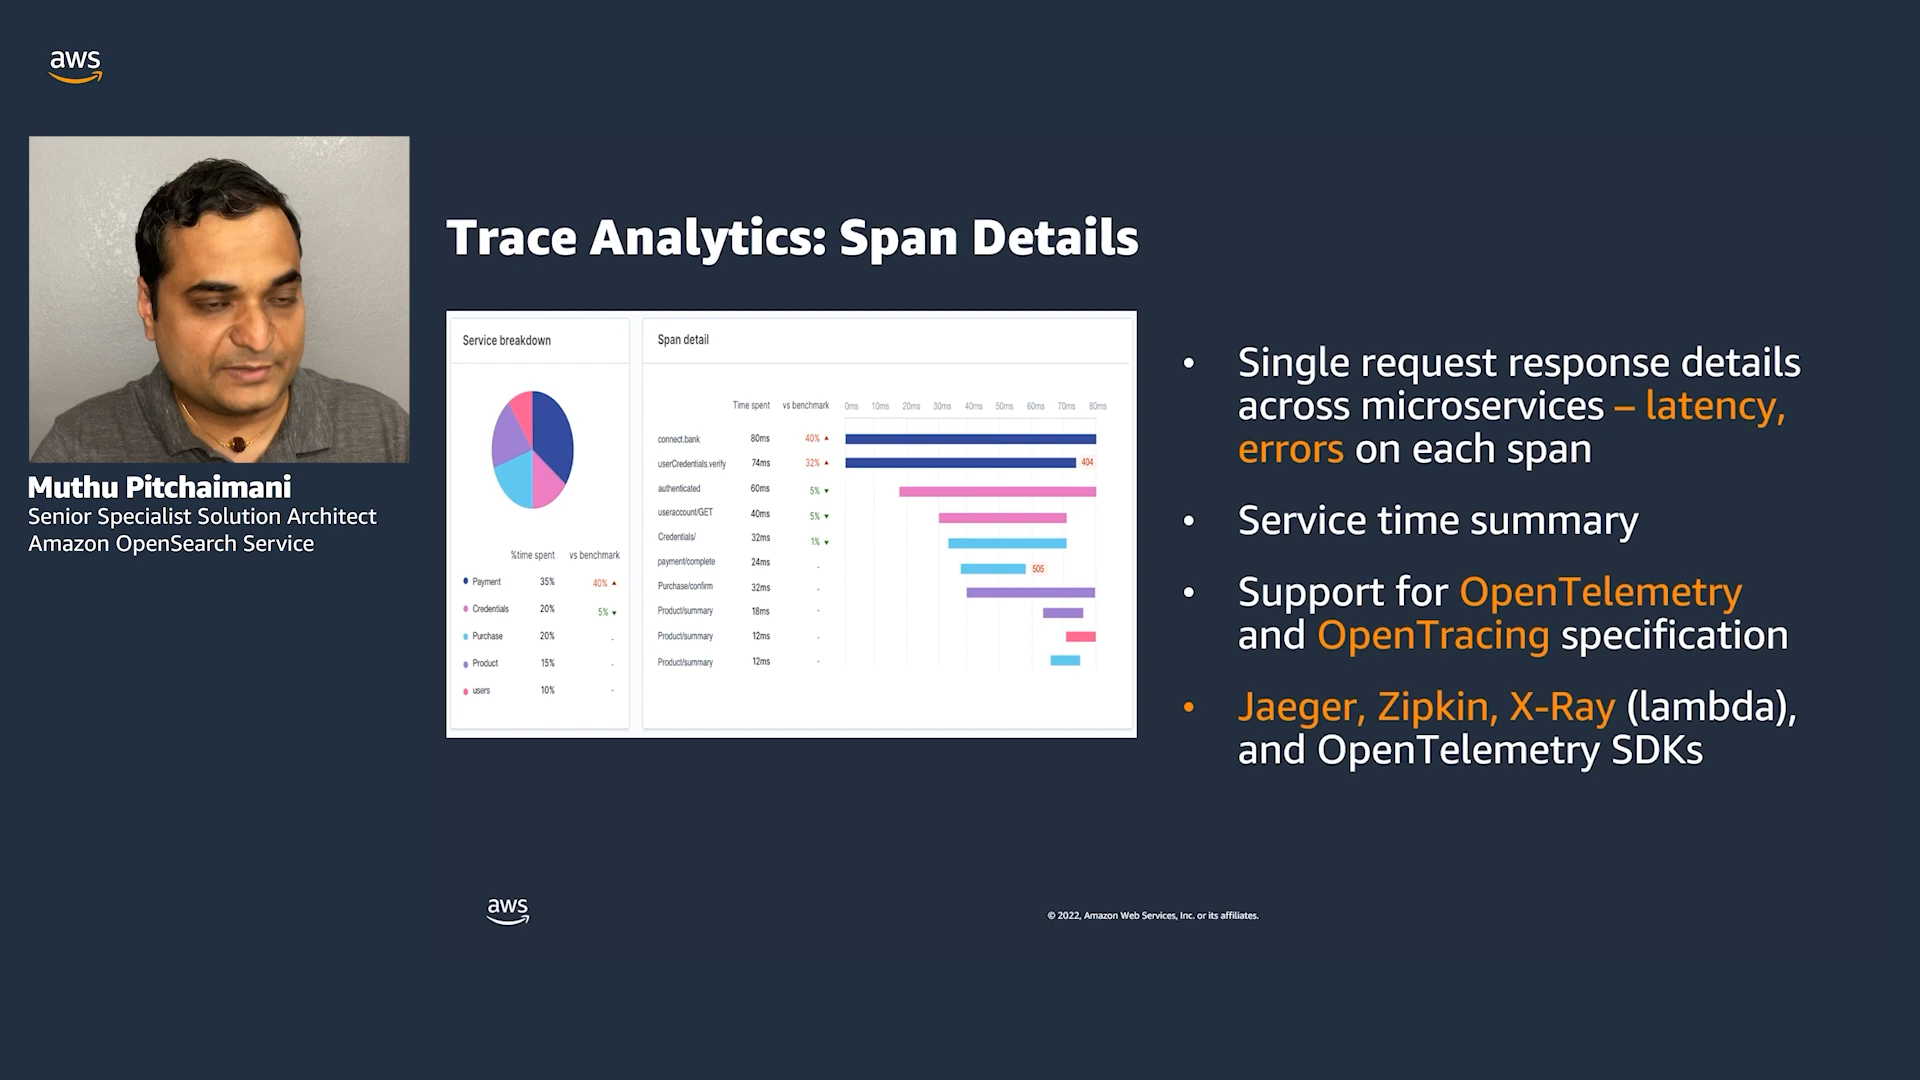 aws
Muthu Pitchaimani
Senior Specialist Solution Architect
Amazon OpenSearch Service
Trace Analytics: Span Details
Service breakdown
%time spent vs benchmark
Payment 35% 40% ▲
Credentials 20% 5% ▼
Purchase 20% -
Product 15% -
users 10% -
Span detail
Time spent vs benchmark 0ms 10ms 20ms 30ms 40ms 50ms 60ms 70ms 80ms
connect.bank 80ms 40% ▲
userCredentials.verify 74ms 32% ▲ 404
authenticated 60ms 5% ▼
useraccount/GET 40ms 5% ▼
Credentials/ 32ms 1% ▼
payment/complete 24ms - 505
Purchase/confirm 32ms -
Product/summary 18ms -
Product/summary 12ms -
Product/summary 12ms -
• Single request response details
across microservices – latency,
errors on each span
• Service time summary
• Support for OpenTelemetry
and OpenTracing specification
• Jaeger, Zipkin, X-Ray (lambda),
and OpenTelemetry SDKs
aws
© 2022, Amazon Web Services, Inc. or its affiliates.